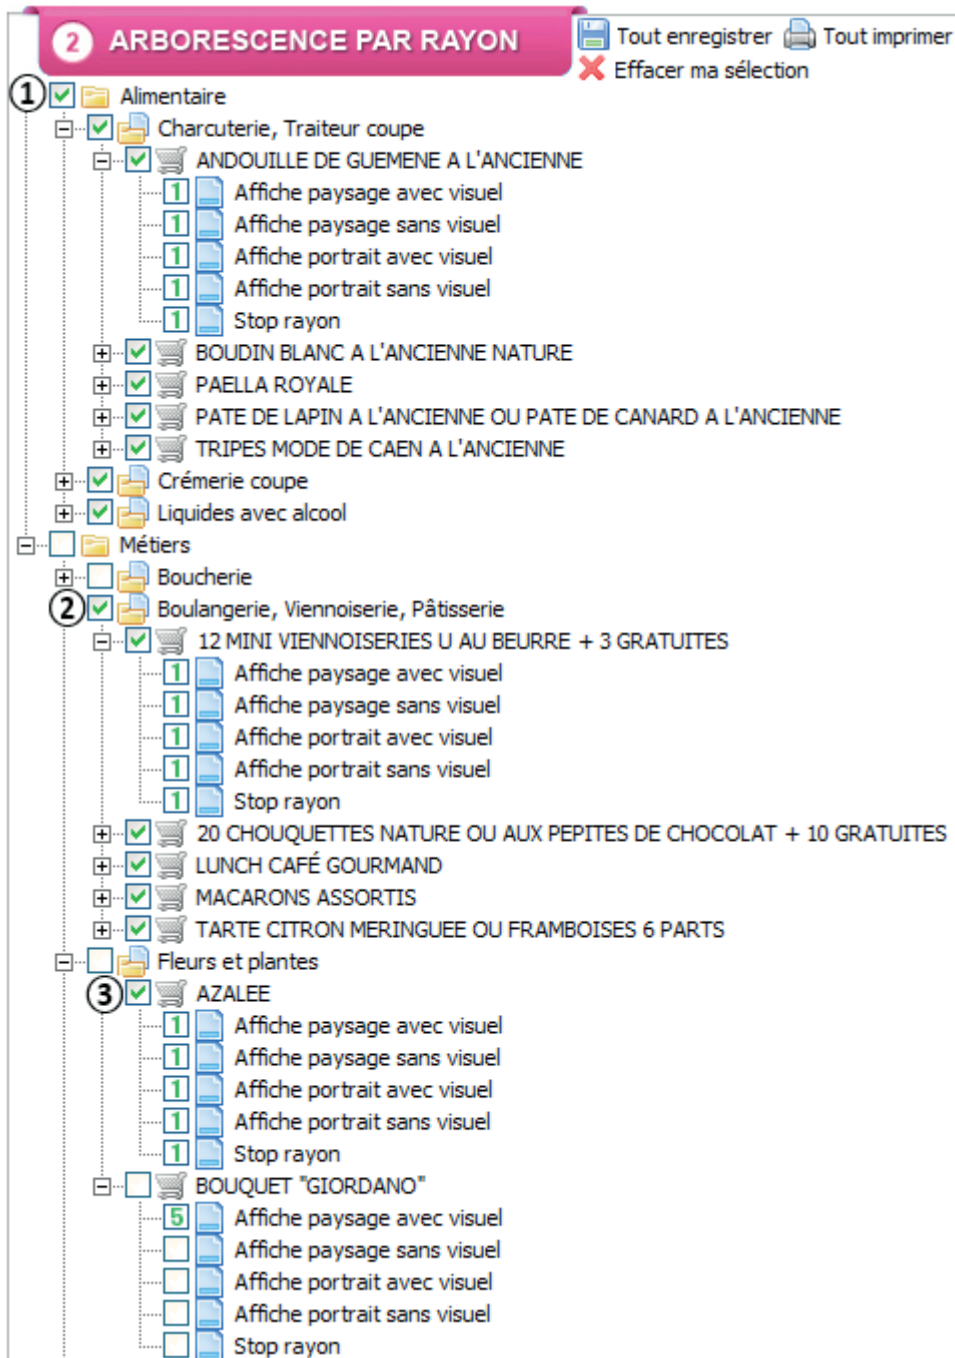 2 ARBORESCENCE PAR RAYON
Tout enregistrer Tout imprimer
Effacer ma sélection
1 Alimentaire
Charcuterie, Traiteur coupe
ANDOUILLE DE GUEMENE A L'ANCIENNE
1 Affiche paysage avec visuel
1 Affiche paysage sans visuel
1 Affiche portrait avec visuel
1 Affiche portrait sans visuel
1 Stop rayon
BOUDIN BLANC A L'ANCIENNE NATURE
PAELLA ROYALE
PATE DE LAPIN A L'ANCIENNE OU PATE DE CANARD A L'ANCIENNE
TRIPES MODE DE CAEN A L'ANCIENNE
Crémerie coupe
Liquides avec alcool
Métiers
Boucherie
2 Boulangerie, Viennoiserie, Pâtisserie
12 MINI VIENNOISERIES U AU BEURRE + 3 GRATUITES
1 Affiche paysage avec visuel
1 Affiche paysage sans visuel
1 Affiche portrait avec visuel
1 Affiche portrait sans visuel
1 Stop rayon
20 CHOUQUETTES NATURE OU AUX PEPITES DE CHOCOLAT + 10 GRATUITES
LUNCH CAFÉ GOURMAND
MACARONS ASSORTIS
TARTE CITRON MERINGUEE OU FRAMBOISES 6 PARTS
Fleurs et plantes
3 AZALEE
1 Affiche paysage avec visuel
1 Affiche paysage sans visuel
1 Affiche portrait avec visuel
1 Affiche portrait sans visuel
1 Stop rayon
BOUQUET "GIORDANO"
5 Affiche paysage avec visuel
Affiche paysage sans visuel
Affiche portrait avec visuel
Affiche portrait sans visuel
Stop rayon